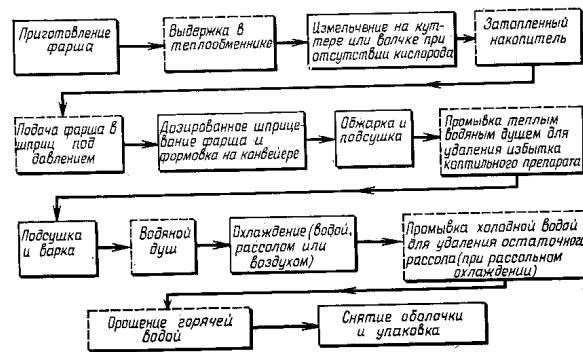 Приготовление
фарша
Выдержка в
теплообменнике
Измельчение на кут-
тере или волчке при
отсутствии кислорода
Затопленный
накопитель
Подача фарша в
шприц под
давлением
Дозированное шприце-
вание фарша и
формовка на конвейере
Обжарка и
подсушка
Промывка теплым
водяным душем для
удаления избытка
коптильного препарата
Подсушка
и варка
Водяной
душ
Охлаждение (водой,
рассолом или
воздухом)
Промывка холодной водой
для удаления остаточного
рассола (при рассольном
охлаждении)
Орошение горячей
водой
Снятие оболочки
и упаковка